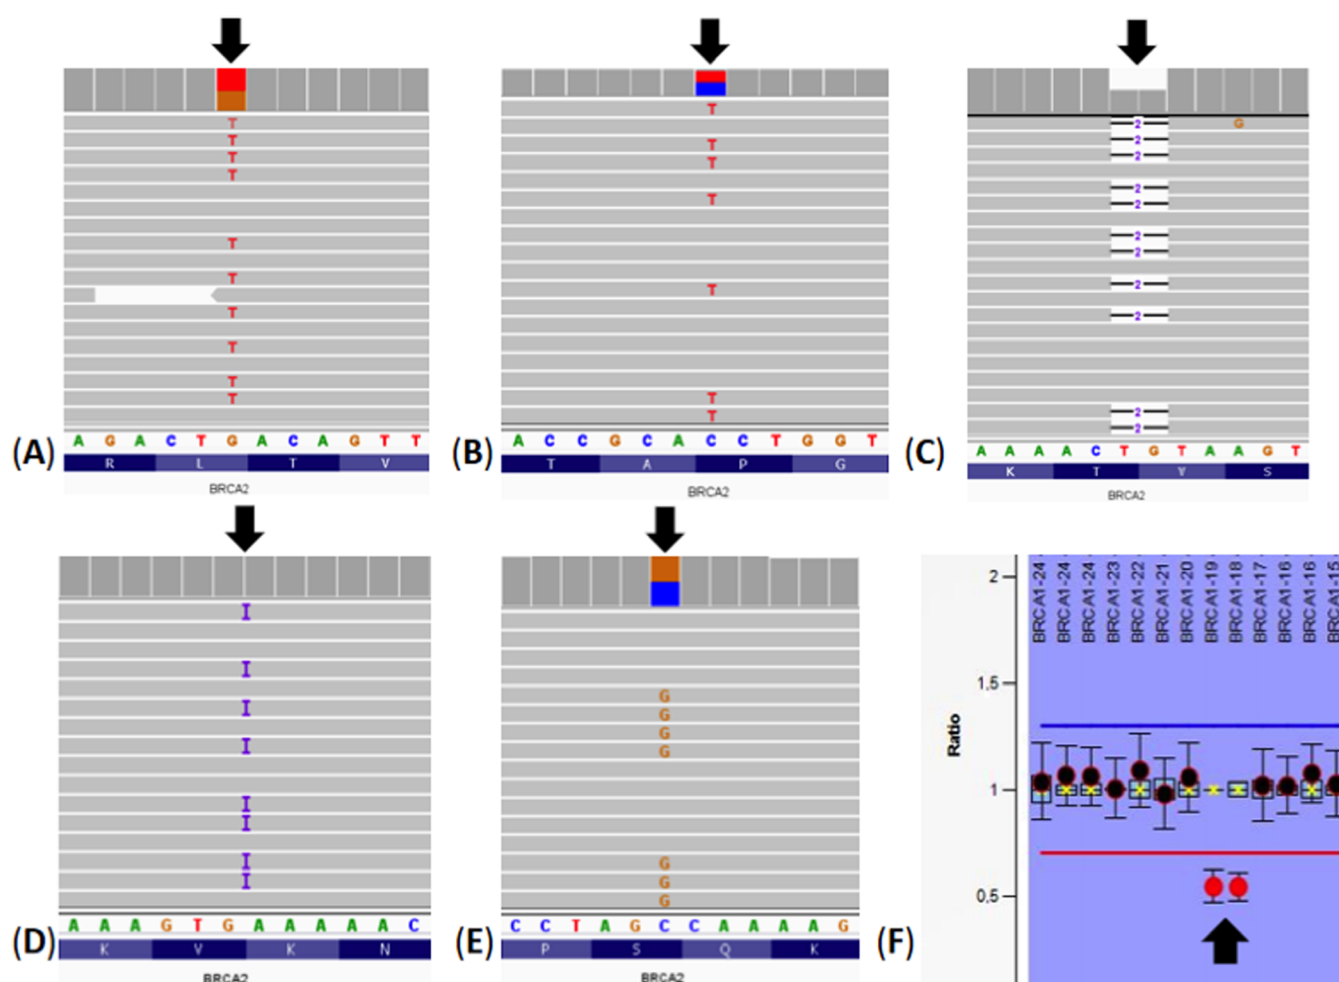 T
T
T
T
T
T
T
T
T
T
A G A C T G A C A G T T
(A)
R L T V
BRCA2
T
T
T
T
T
T
T
A C C G C A C C T G G T
(B)
T A P G
BRCA2
2 G
2
2
2
2
2
2
2
2
2
2
A A A A C T G T A A G T
(C)
K T Y S
BRCA2
I
I
I
I
I
I
I
I
A A A G T G A A A A A C
(D)
K V K N
BRCA2
G
G
G
G
G
G
G
C C T A G C C A A A A G
(E)
P S Q K
BRCA2
BRCA1-24
BRCA1-24
BRCA1-24
BRCA1-23
BRCA1-22
BRCA1-21
BRCA1-20
BRCA1-19
BRCA1-18
BRCA1-17
BRCA1-16
BRCA1-16
BRCA1-15
2
1,5
Ratio
1
0,5
(F)